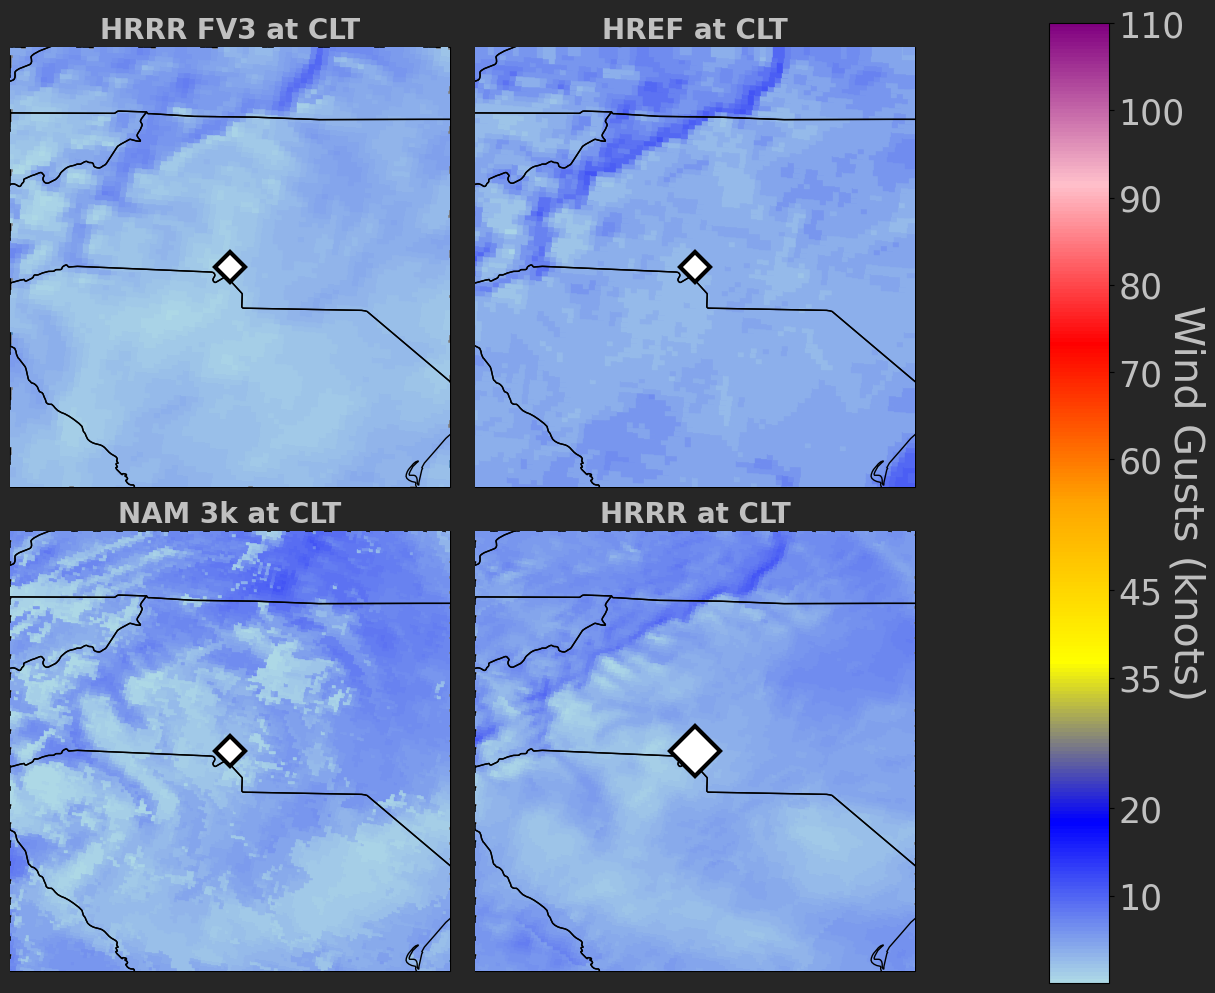 HRRR FV3 at CLT
HREF at CLT
NAM 3k at CLT
HRRR at CLT
110
100
90
80
70
60
45
35
20
10
Wind Gusts (knots)